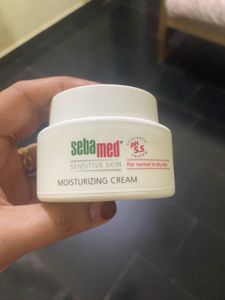 sebamed®
SENSITIVE SKIN
pH
5.5
For normal to dry skin
MOISTURIZING CREAM